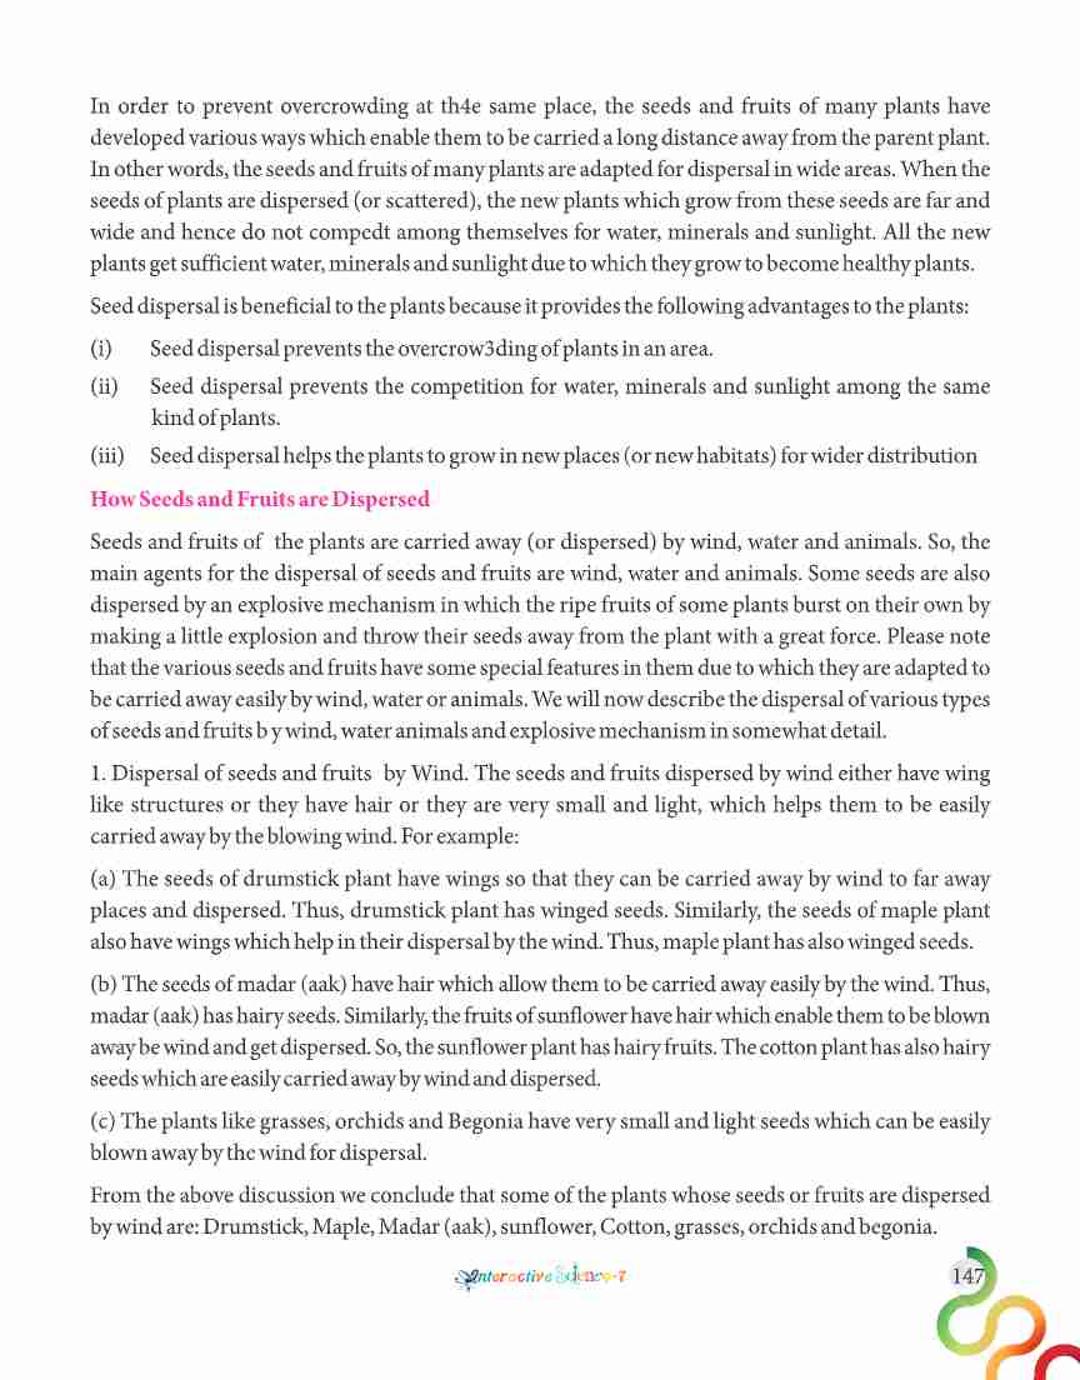 In order to prevent overcrowding at th4e same place, the seeds and fruits of many plants have
developed various ways which enable them to be carried a long distance away from the parent plant.
In other words, the seeds and fruits of many plants are adapted for dispersal in wide areas. When the
seeds of plants are dispersed (or scattered), the new plants which grow from these seeds are far and
wide and hence do not compedt among themselves for water, minerals and sunlight. All the new
plants get sufficient water, minerals and sunlight due to which they grow to become healthy plants.
Seed dispersal is beneficial to the plants because it provides the following advantages to the plants:
(i) Seed dispersal prevents the overcrow3ding of plants in an area.
(ii) Seed dispersal prevents the competition for water, minerals and sunlight among the same
kind of plants.
(iii) Seed dispersal helps the plants to grow in new places (or new habitats) for wider distribution
How Seeds and Fruits are Dispersed
Seeds and fruits of the plants are carried away (or dispersed) by wind, water and animals. So, the
main agents for the dispersal of seeds and fruits are wind, water and animals. Some seeds are also
dispersed by an explosive mechanism in which the ripe fruits of some plants burst on their own by
making a little explosion and throw their seeds away from the plant with a great force. Please note
that the various seeds and fruits have some special features in them due to which they are adapted to
be carried away easily by wind, water or animals. We will now describe the dispersal of various types
of seeds and fruits b y wind, water animals and explosive mechanism in somewhat detail.
1. Dispersal of seeds and fruits by Wind. The seeds and fruits dispersed by wind either have wing
like structures or they have hair or they are very small and light, which helps them to be easily
carried away by the blowing wind. For example:
(a) The seeds of drumstick plant have wings so that they can be carried away by wind to far away
places and dispersed. Thus, drumstick plant has winged seeds. Similarly, the seeds of maple plant
also have wings which help in their dispersal by the wind. Thus, maple plant has also winged seeds.
(b) The seeds of madar (aak) have hair which allow them to be carried away easily by the wind. Thus,
madar (aak) has hairy seeds. Similarly, the fruits of sunflower have hair which enable them to be blown
away be wind and get dispersed. So, the sunflower plant has hairy fruits. The cotton plant has also hairy
seeds which are easily carried away by wind and dispersed.
(c) The plants like grasses, orchids and Begonia have very small and light seeds which can be easily
blown away by the wind for dispersal.
From the above discussion we conclude that some of the plants whose seeds or fruits are dispersed
by wind are: Drumstick, Maple, Madar (aak), sunflower, Cotton, grasses, orchids and begonia.
Interactive Science-7
147